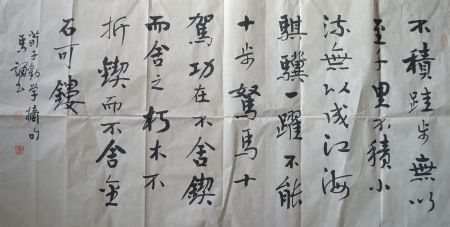 不積跬步無以
至千里不積小
流無以成江海
騏驥一躍不能
十步駑馬十
駕功在不舍鍥
而舍之朽木不
折鍥而不舍金
石可鏤
荀子勸学摘句